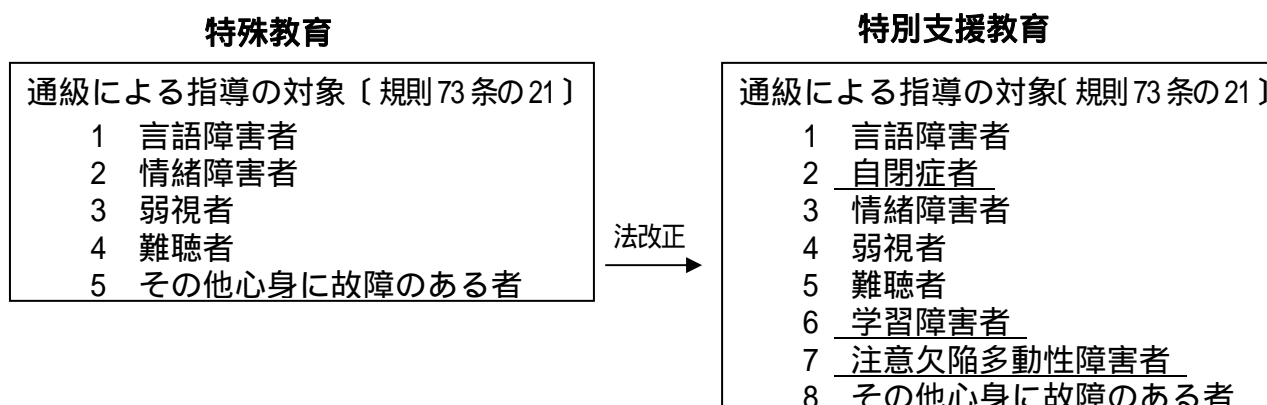 特殊教育
通級による指導の対象〔規則73条の21〕
1 言語障害者
2 情緒障害者
3 弱視者
4 難聴者
5 その他心身に故障のある者
法改正
特別支援教育
通級による指導の対象〔規則73条の21〕
1 言語障害者
2 自閉症者
3 情緒障害者
4 弱視者
5 難聴者
6 学習障害者
7 注意欠陥多動性障害者
8 その他心身に故障のある者